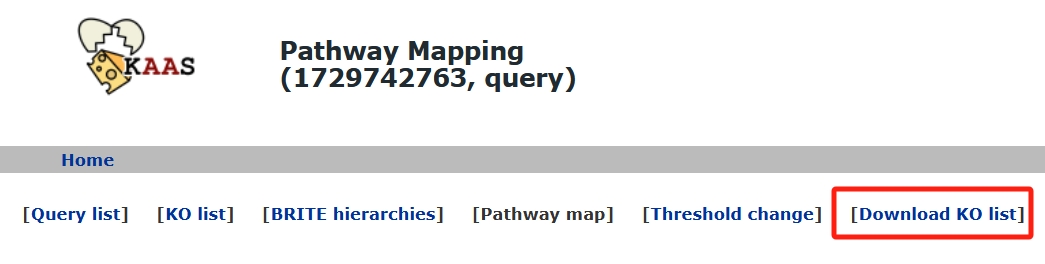 KAAS
Pathway Mapping
(1729742763, query)
Home
[Query list] [KO list] [BRITE hierarchies] [Pathway map] [Threshold change] [Download KO list]